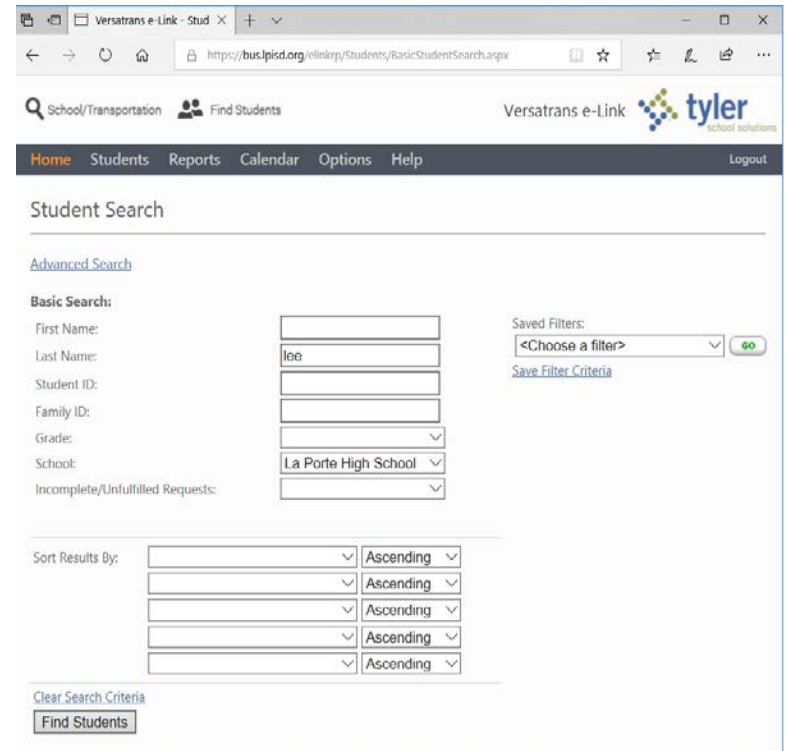 Versatrans e-Link - Stud
https://bus.lpisd.org/elinkrp/Students/BasicStudentSearch.aspx
School/Transportation Find Students Versatrans e-Link tyler
school solutions
Home Students Reports Calendar Options Help Logout
Student Search
Advanced Search
Basic Search:
First Name: Saved Filters:
<Choose a filter> GO
Last Name: lee
Save Filter Criteria
Student ID:
Family ID:
Grade:
School: La Porte High School
Incomplete/Unfulfilled Requests:
Sort Results By: Ascending
Ascending
Ascending
Ascending
Ascending
Clear Search Criteria
Find Students